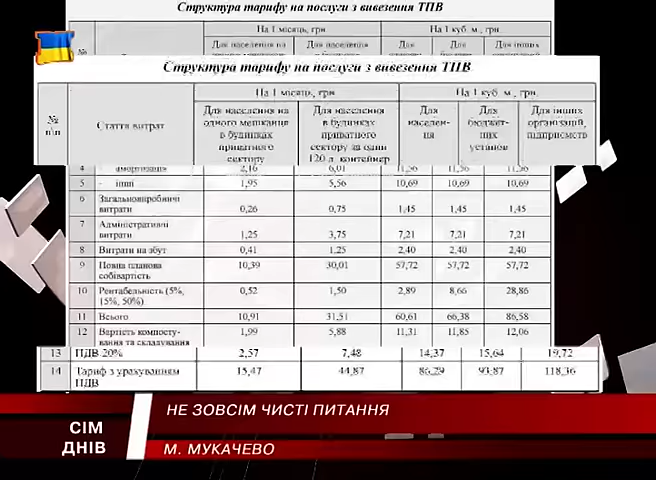 Структура тарифу на послуги з вивезення ТПВ
На 1 місяць, грн
На 1 куб. м., грн
Для населення на
Для населення
Для
Для інших
Структура тарифу на послуги з вивезення ТПВ
№ п\п
Стаття витрат
На 1 місяць, грн
На 1 куб. м., грн.
Для населення на одного мешканця в будинках приватного сектору
Для населення в будинках приватного сектору за один 120 л. контейнер
Для населен-ня
Для бюджет-них установ
Для інших організацій, підприємств
4 амортизація 2,16 6,01 11,56 11,56 11,56
5 - інші 1,95 5,56 10,69 10,69 10,69
6 Загальновиробничі витрати 0,26 0,75 1,45 1,45 1,45
7 Адміністративні витрати 1,25 3,75 7,21 7,21 7,21
8 Витрати на збут 0,41 1,25 2,40 2,40 2,40
9 Повна планова собівартість 10,39 30,01 57,72 57,72 57,72
10 Рентабельність (5%, 15%, 50%) 0,52 1,50 2,89 8,66 28,86
11 Всього 10,91 31,51 60,61 66,38 86,58
12 Вартість компосту-вання та складування 1,99 5,88 11,31 11,85 12,06
13 ПДВ 20% 2,57 7,48 14,37 15,64 19,72
14 Тариф з урахуванням ПДВ 15,47 44,87 86,29 93,87 118,36
НЕ ЗОВСІМ ЧИСТІ ПИТАННЯ
СІМ
ДНІВ
М. МУКАЧЕВО